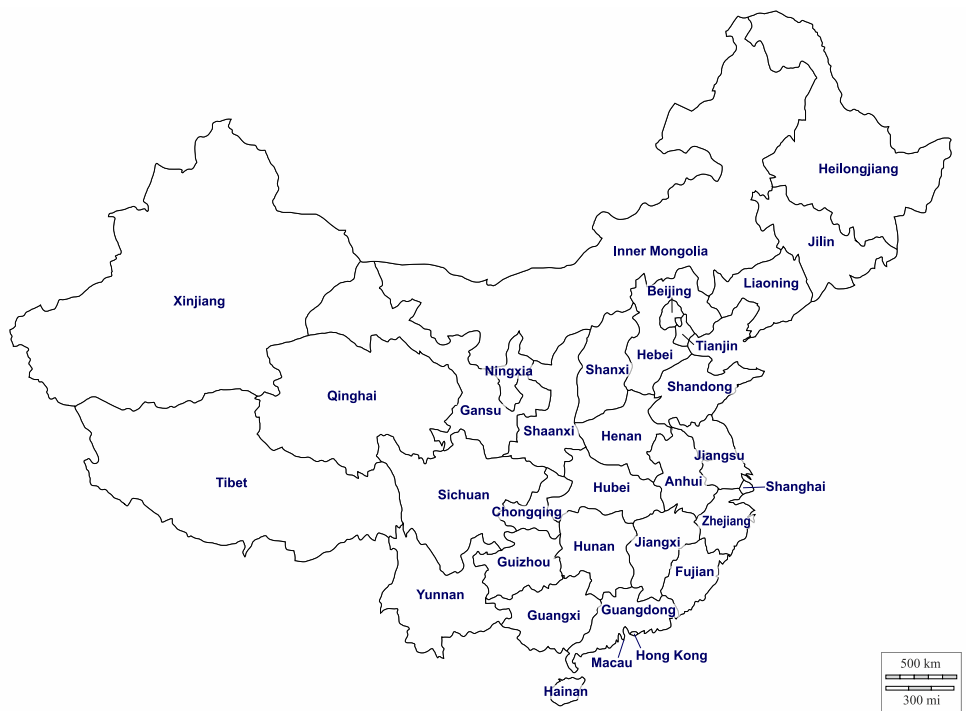 Heilongjiang
Jilin
Inner Mongolia
Liaoning
Beijing
Xinjiang
Tianjin
Hebei
Shanxi
Ningxia
Shandong
Qinghai
Gansu
Shaanxi
Henan
Jiangsu
Tibet
Anhui
Shanghai
Hubei
Sichuan
Chongqing
Zhejiang
Jiangxi
Hunan
Guizhou
Fujian
Yunnan
Guangdong
Guangxi
Hong Kong
Macau
Hainan
500 km
300 mi